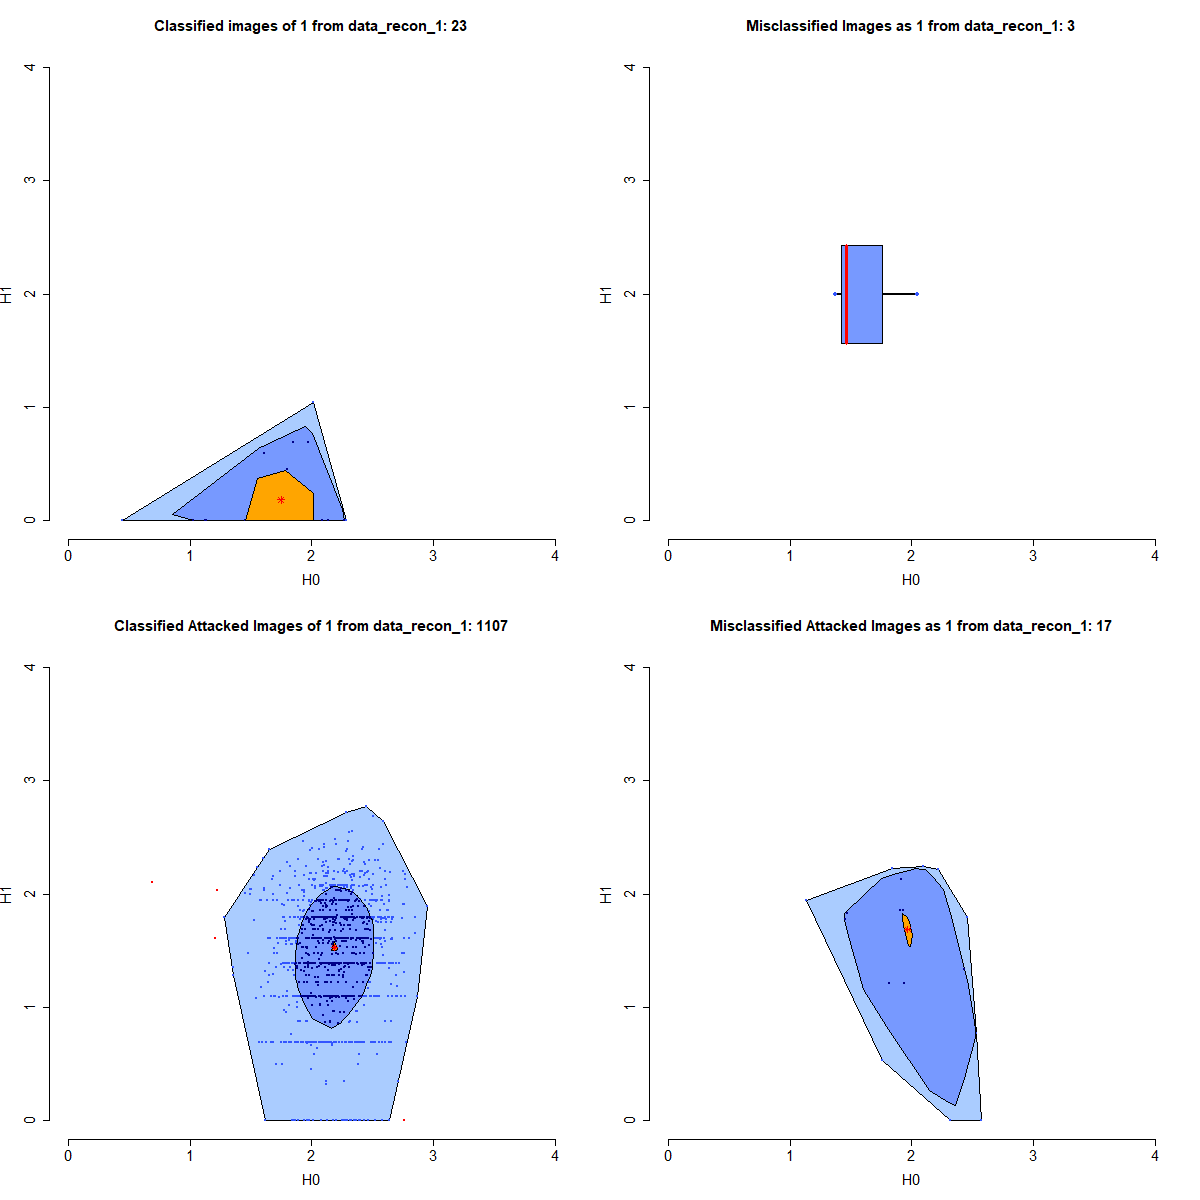 Classified images of 1 from data_recon_1: 23
4
3
2
1
0
H1
0 1 2 3 4
H0
Misclassified Images as 1 from data_recon_1: 3
4
3
2
1
0
H1
0 1 2 3 4
H0
Classified Attacked Images of 1 from data_recon_1: 1107
4
3
2
1
0
H1
0 1 2 3 4
H0
Misclassified Attacked Images as 1 from data_recon_1: 17
4
3
2
1
0
H1
0 1 2 3 4
H0